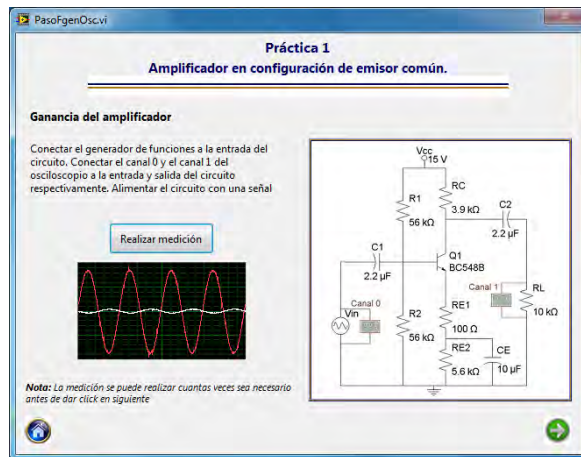 PasoFgenOsc.vi
Práctica 1
Amplificador en configuración de emisor común.
Ganancia del amplificador
Conectar el generador de funciones a la entrada del
circuito. Conectar el canal 0 y el canal 1 del
osciloscopio a la entrada y salida del circuito
respectivamente. Alimentar el circuito con una señal
Realizar medición
Nota: La medición se puede realizar cuantas veces sea necesario
antes de dar click en siguiente
Vcc
15 V
R1
56 kΩ
RC
3.9 kΩ
C2
2.2 µF
C1
2.2 µF
Q1
BC548B
Canal 0
Vin
Canal 1
RL
10 kΩ
R2
56 kΩ
RE1
100 Ω
RE2
5.6 kΩ
CE
10 µF